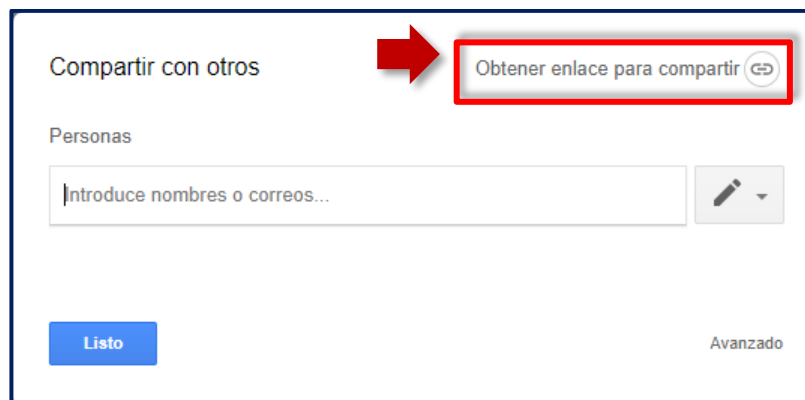 Compartir con otros
Obtener enlace para compartir
Personas
Introduce nombres o correos...
Listo
Avanzado